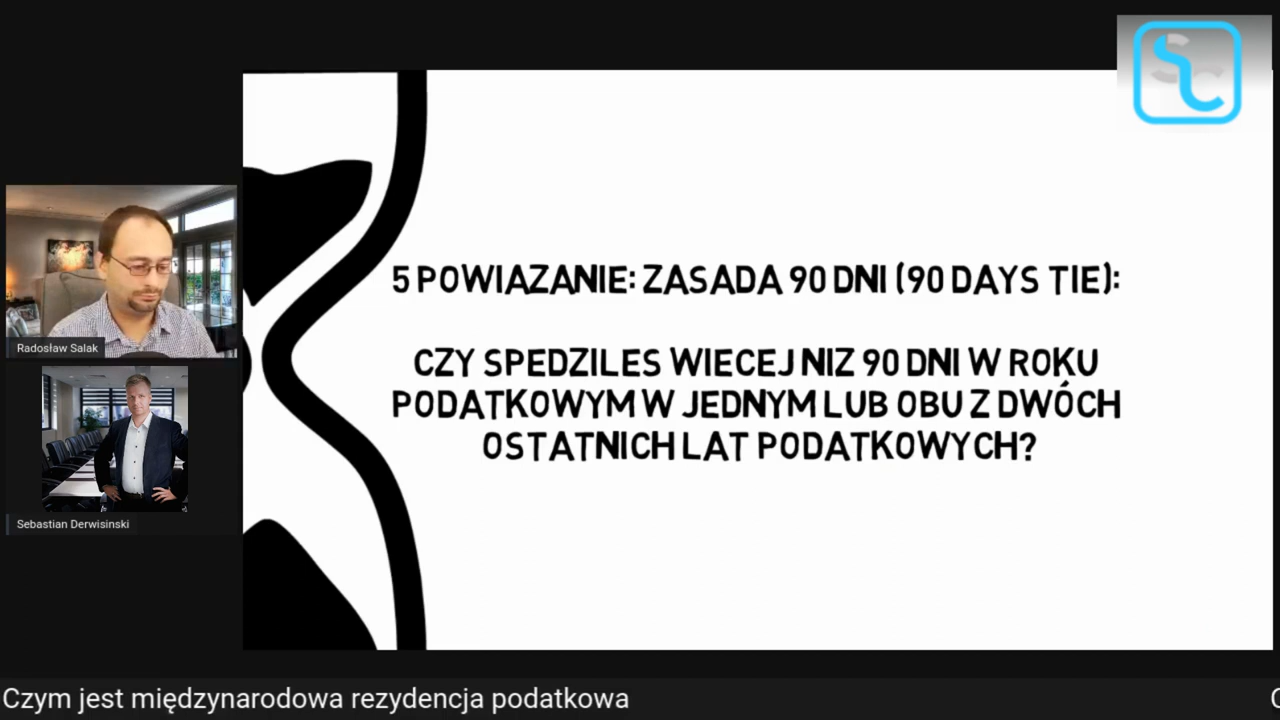 5 POWIAZANIE: ZASADA 90 DNI (90 DAYS TIE):
CZY SPEDZILES WIECEJ NIZ 90 DNI W ROKU
PODATKOWYM W JEDNYM LUB OBU Z DWÓCH
OSTATNICH LAT PODATKOWYCH?
Radosław Salak
Sebastian Derwisinski
Czym jest międzynarodowa rezydencja podatkowa